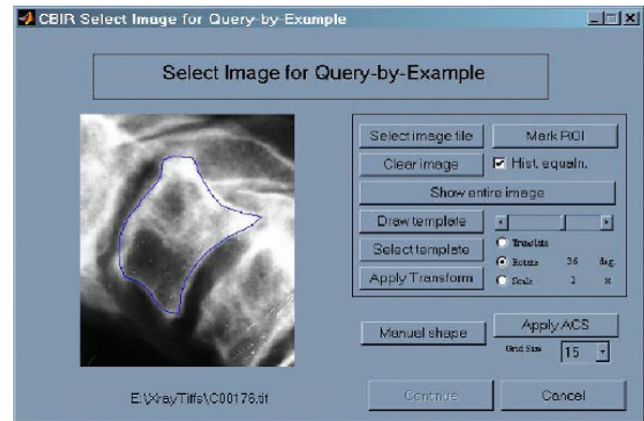 CBIR Select Image for Query-by-Example
Select Image for Query-by-Example
Select image file Mark ROI
Clear image Hist. equaln.
Show entire image
Draw template
Select template Translate
Rotate 36 deg.
Apply Transform Scale 2 x
Manual shape Apply ACS
Grid Size 15
E:\XrayTiffs\C00176.tif
Continue Cancel